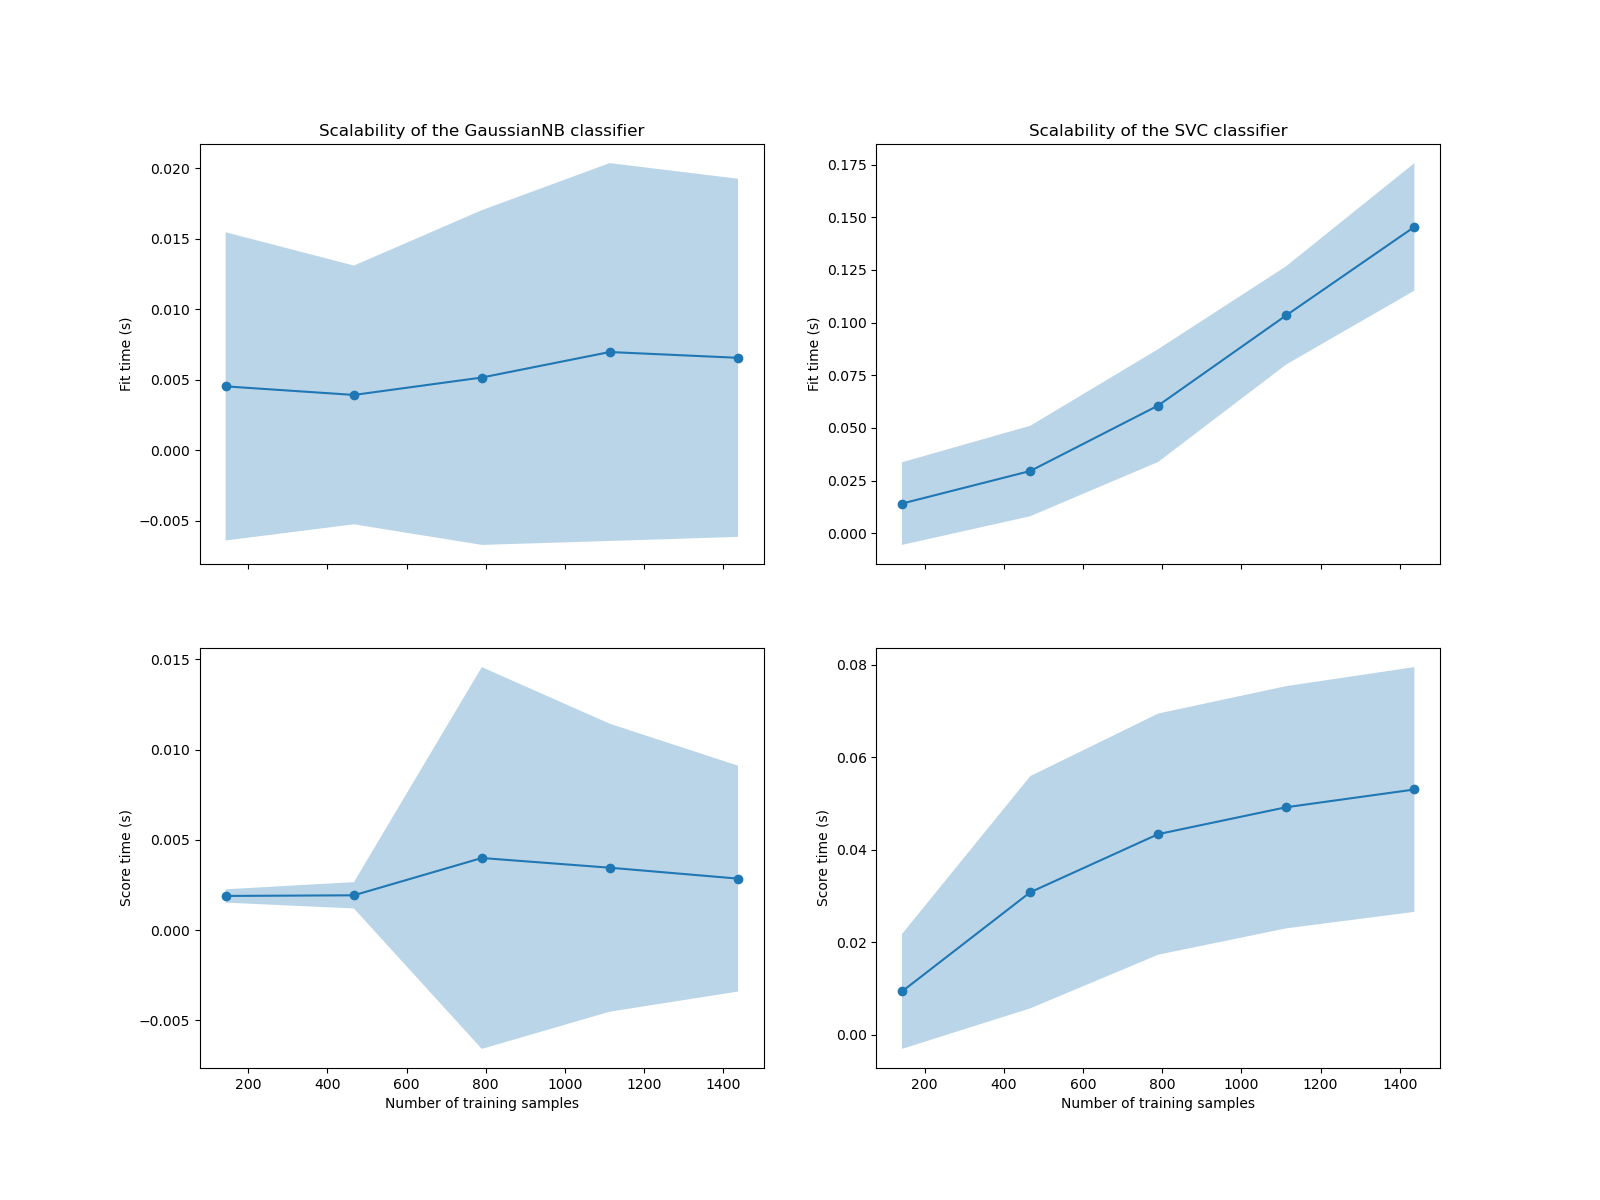 Scalability of the GaussianNB classifier
Fit time (s)
0.020
0.015
0.010
0.005
0.000
−0.005
Scalability of the SVC classifier
Fit time (s)
0.175
0.150
0.125
0.100
0.075
0.050
0.025
0.000
Score time (s)
0.015
0.010
0.005
0.000
−0.005
200 400 600 800 1000 1200 1400
Number of training samples
Score time (s)
0.08
0.06
0.04
0.02
0.00
200 400 600 800 1000 1200 1400
Number of training samples